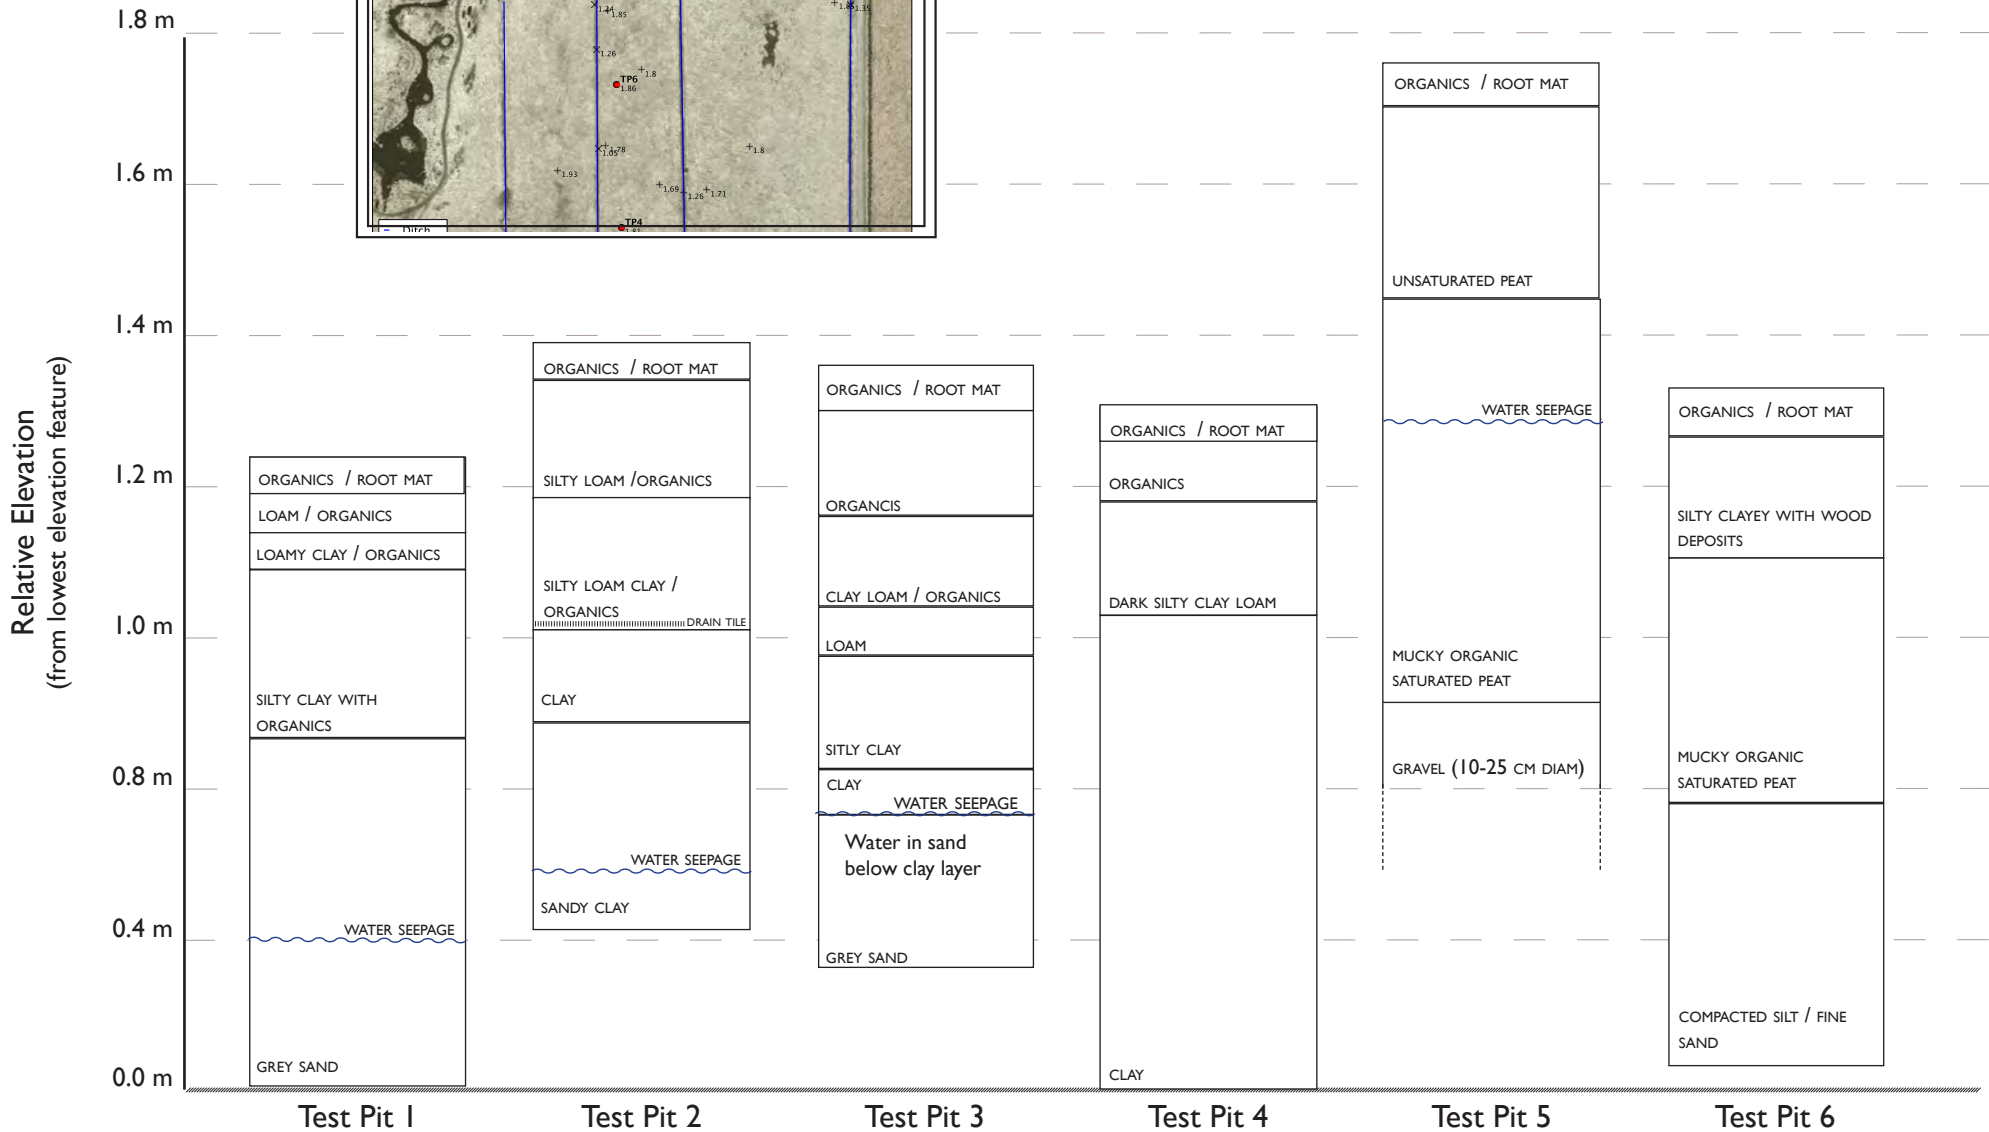 1.8 m
1.6 m
1.4 m
1.2 m
1.0 m
0.8 m
0.4 m
0.0 m
Relative Elevation
(from lowest elevation feature)
1.85
1.35
1.26
1.8
TP6
1.86
1.78
1.05
1.8
1.93
1.69
1.26
1.71
TP4
Ditch
ORGANICS / ROOT MAT
LOAM / ORGANICS
LOAMY CLAY / ORGANICS
SILTY CLAY WITH
ORGANICS
WATER SEEPAGE
GREY SAND
Test Pit 1
ORGANICS / ROOT MAT
SILTY LOAM /ORGANICS
SILTY LOAM CLAY /
ORGANICS
DRAIN TILE
CLAY
WATER SEEPAGE
SANDY CLAY
Test Pit 2
ORGANICS / ROOT MAT
ORGANCIS
CLAY LOAM / ORGANICS
LOAM
SITLY CLAY
CLAY
WATER SEEPAGE
Water in sand
below clay layer
GREY SAND
Test Pit 3
ORGANICS / ROOT MAT
ORGANICS
DARK SILTY CLAY LOAM
CLAY
Test Pit 4
ORGANICS / ROOT MAT
UNSATURATED PEAT
WATER SEEPAGE
MUCKY ORGANIC
SATURATED PEAT
GRAVEL (10-25 CM DIAM)
Test Pit 5
ORGANICS / ROOT MAT
SILTY CLAYEY WITH WOOD
DEPOSITS
MUCKY ORGANIC
SATURATED PEAT
COMPACTED SILT / FINE
SAND
Test Pit 6